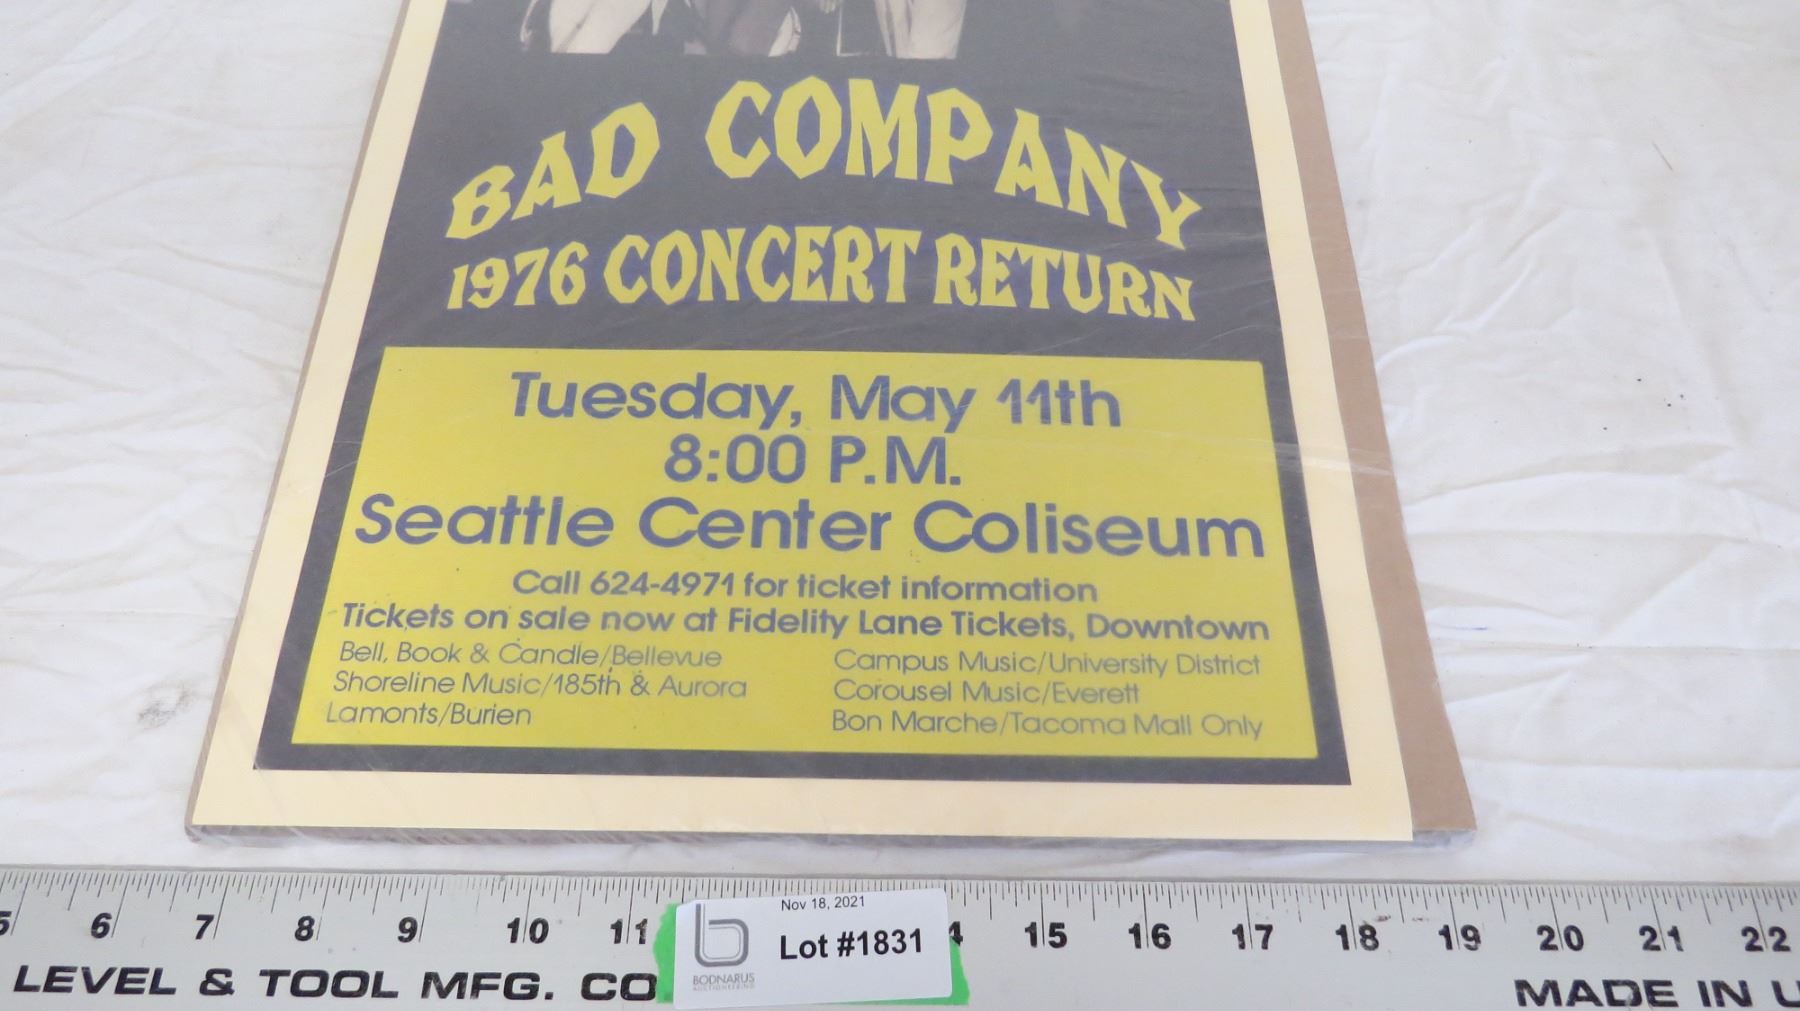 BAD COMPANY
1976 CONCERT RETURN
Tuesday, May 11th
8:00 P.M.
Seattle Center Coliseum
Call 624-4971 for ticket information
Tickets on sale now at Fidelity Lane Tickets, Downtown
Bell, Book & Candle/Bellevue
Shoreline Music/185th & Aurora
Lamonts/Burien
Campus Music/University District
Corousel Music/Everett
Bon Marche/Tacoma Mall Only
5 6 7 8 9 10 11 4 15 16 17 18 19 20 21 22
LEVEL & TOOL MFG. CO
MADE IN U
Nov 18, 2021
Lot #1831
b
BODNARUS
AUCTIONEERING